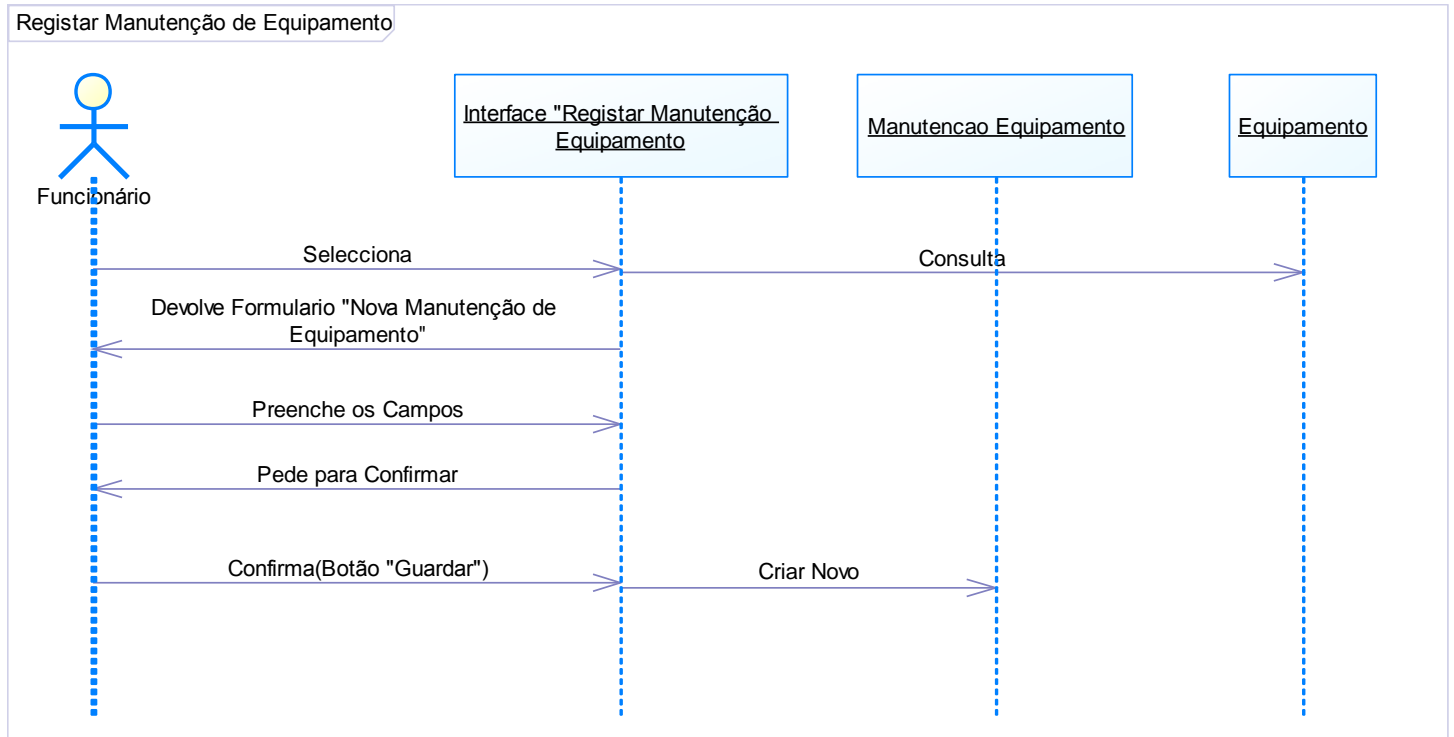 Registar Manutenção de Equipamento
Interface "Registar Manutenção
Equipamento
Manutencao Equipamento
Equipamento
Funcionário
Selecciona
Consulta
Devolve Formulario "Nova Manutenção de
Equipamento"
Preenche os Campos
Pede para Confirmar
Confirma(Botão "Guardar")
Criar Novo